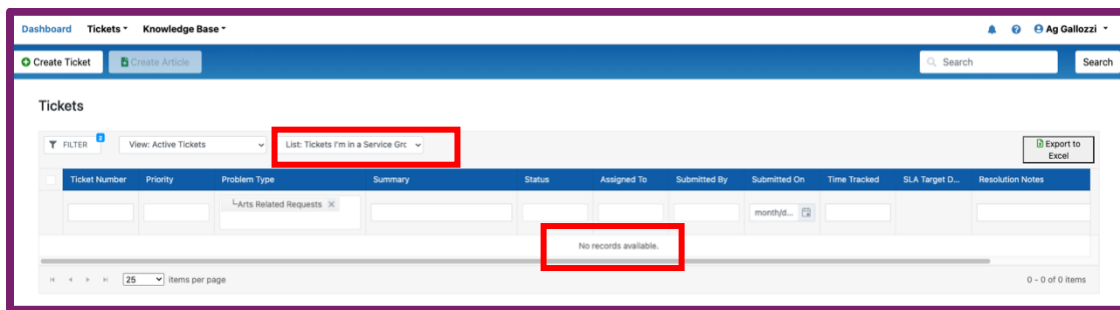 Dashboard Tickets Knowledge Base Ag Gallozzi
Create Ticket Create Article Search Search
Tickets
FILTER 2 View: Active Tickets List: Tickets I'm in a Service Grc Export to
Excel
Ticket Number Priority Problem Type Summary Status Assigned To Submitted By Submitted On Time Tracked SLA Target D... Resolution Notes
Arts Related Requests month/d...
No records available.
25 items per page 0 - 0 of 0 items